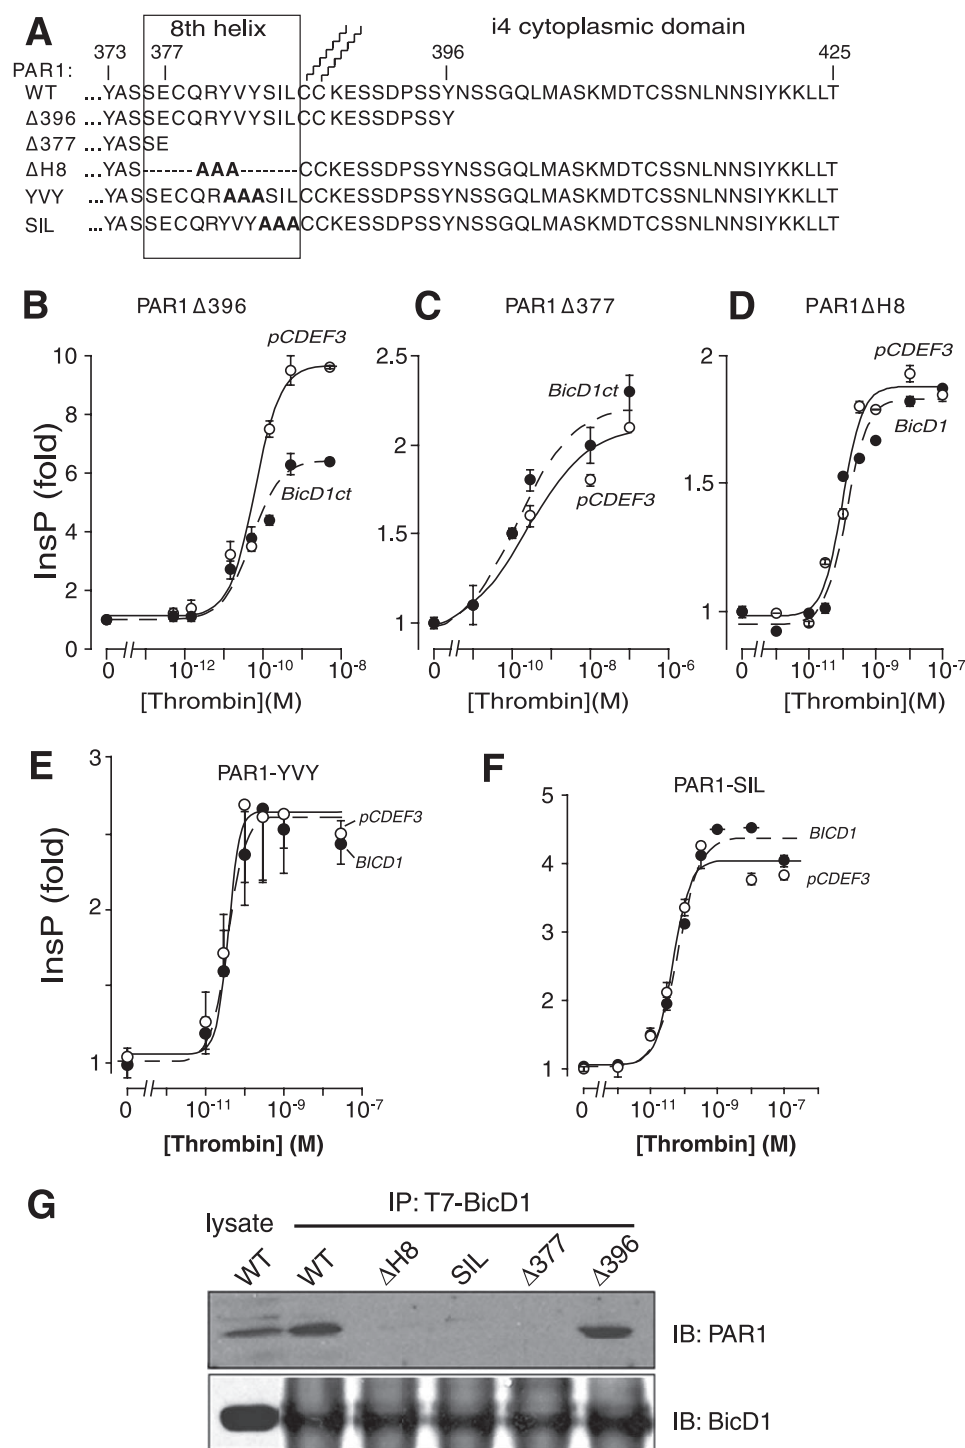 A
8th helix
i4 cytoplasmic domain
373 377 396 425
PAR1:
WT ...YASSECQRYVYSILCCKESSDPSSYNSSGQLMASKMDTCSSNLNNSIYKKLLT
Δ396 ...YASSECQRYVYSILCCKESSDPSSY
Δ377 ...YASSE
ΔH8 ...YAS------AAA-------CCKESSDPSSYNSSGQLMASKMDTCSSNLNNSIYKKLLT
YVY ...YASSECQRAAASILCCKESSDPSSYNSSGQLMASKMDTCSSNLNNSIYKKLLT
SIL ...YASSECQRYVYAAACCKESSDPSSYNSSGQLMASKMDTCSSNLNNSIYKKLLT
B
PAR1Δ396
InsP (fold)
10
8
6
4
2
0
pCDEF3
BicD1ct
0 10-12 10-10 10-8
[Thrombin](M)
C
PAR1Δ377
2.5
2
1.5
1
BicD1ct
pCDEF3
0 10-10 10-8 10-6
[Thrombin](M)
D
PAR1ΔH8
2
1.5
1
pCDEF3
BicD1
0 10-11 10-9 10-7
[Thrombin](M)
E
PAR1-YVY
InsP (fold)
3
2
1
pCDEF3
BICD1
0 10-11 10-9 10-7
[Thrombin] (M)
F
PAR1-SIL
5
4
3
2
1
BICD1
pCDEF3
0 10-11 10-9 10-7
[Thrombin] (M)
G
IP: T7-BicD1
lysate
WT WT ΔH8 SIL Δ377 Δ396
IB: PAR1
IB: BicD1